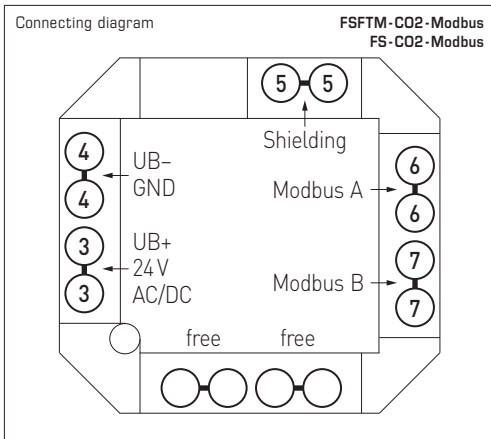 Connecting diagram
FSFTM-CO2-Modbus
FS-CO2-Modbus
5 5
Shielding
4
4
UB–
GND
3
3
UB+
24 V
AC/DC
Modbus A
6
6
Modbus B
7
7
free free